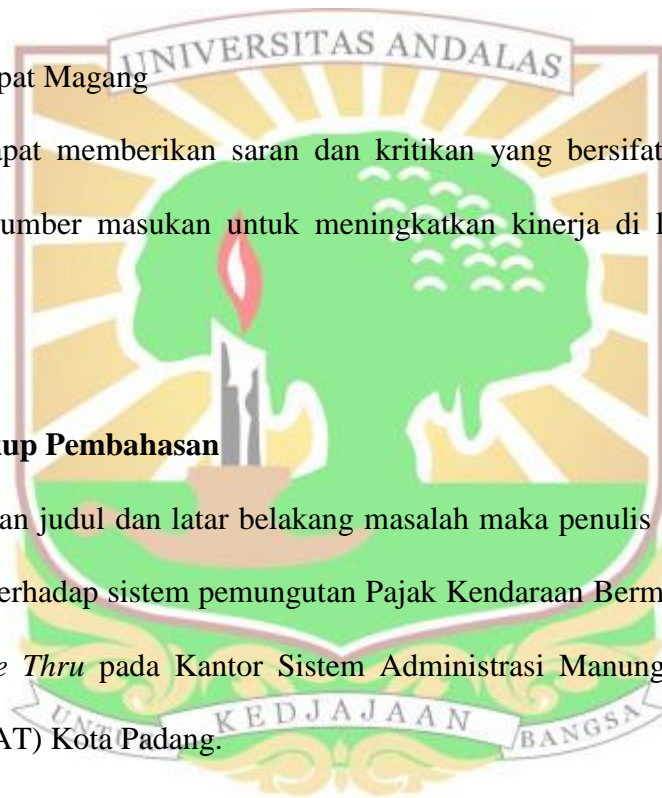 UNIVERSITAS ANDALAS
pat Magang
apat memberikan saran dan kritikan yang bersifat
sumber masukan untuk meningkatkan kinerja di
kup Pembahasan
an judul dan latar belakang masalah maka penulis
terhadap sistem pemungutan Pajak Kendaraan Berm
e Thru pada Kantor Sistem Administrasi Manung
AT) Kota Padang.
KEDJAJAAN BANGSA